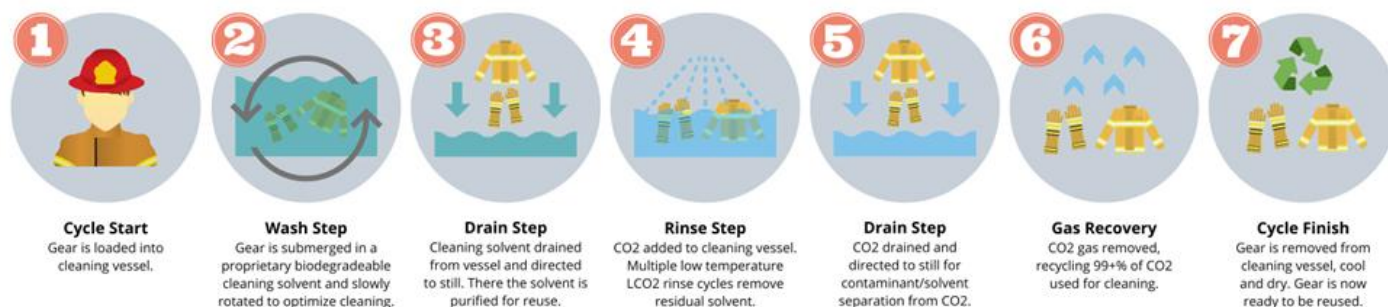 1
Cycle Start
Gear is loaded into
cleaning vessel.
2
Wash Step
Gear is submerged in a
proprietary biodegradeable
cleaning solvent and slowly
rotated to optimize cleaning.
3
Drain Step
Cleaning solvent drained
from vessel and directed
to still. There the solvent is
purified for reuse.
4
Rinse Step
CO2 added to cleaning vessel.
Multiple low temperature
LCO2 rinse cycles remove
residual solvent.
5
Drain Step
CO2 drained and
directed to still for
contaminant/solvent
separation from CO2.
6
Gas Recovery
CO2 gas removed,
recycling 99+% of CO2
used for cleaning.
7
Cycle Finish
Gear is removed from
cleaning vessel, cool
and dry. Gear is now
ready to be reused.